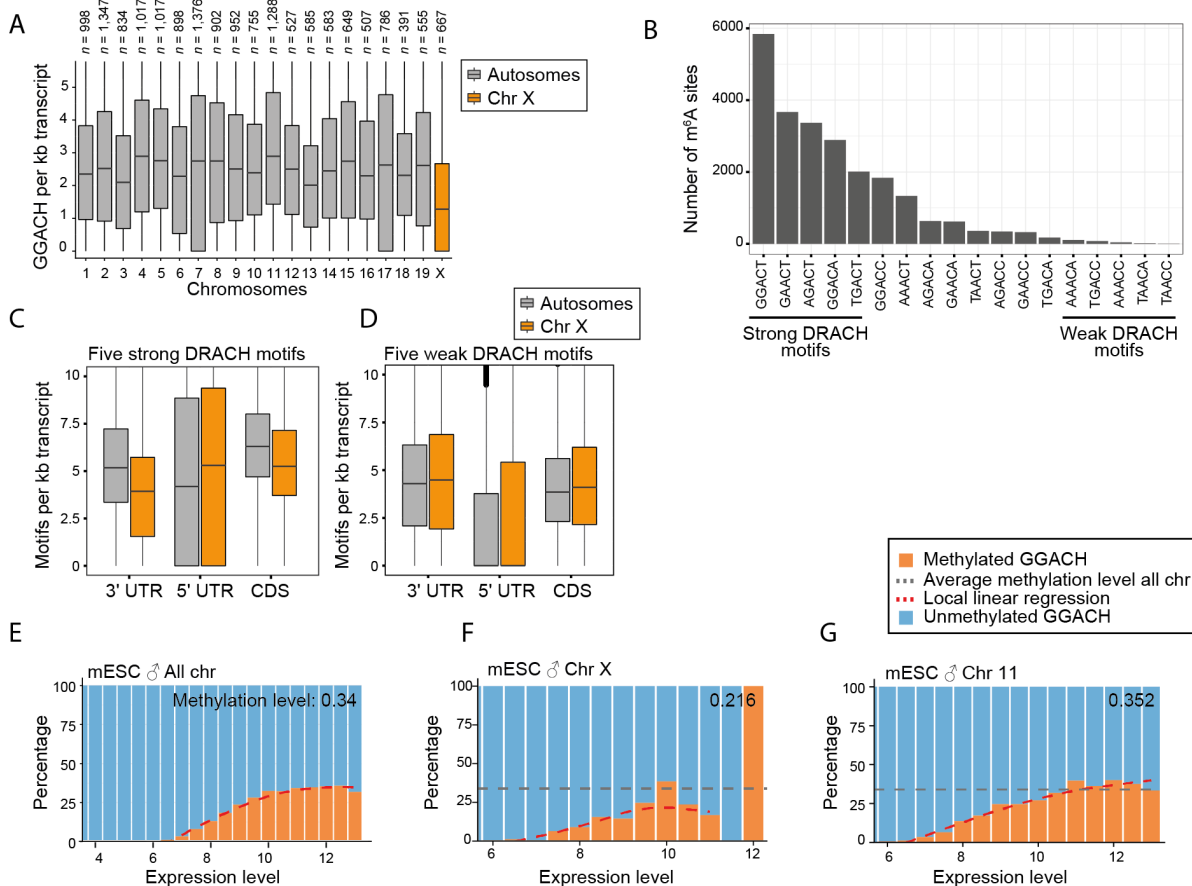 A
n = 998
n = 1,347
n = 834
n = 1,017
n = 1,017
n = 898
n = 1,376
n = 902
n = 952
n = 755
n = 1,288
n = 527
n = 585
n = 583
n = 649
n = 507
n = 786
n = 391
n = 555
n = 667
GGACH per kb transcript
5
4
3
2
1
0
1 2 3 4 5 6 7 8 9 10 11 12 13 14 15 16 17 18 19 X
Chromosomes
Autosomes
Chr X
B
Number of m⁶A sites
6000
4000
2000
0
GGACT
GAACT
AGACT
GGACA
TGACT
GGACC
AAACT
AGACA
GAACA
TAACT
AGACC
GAACC
TGACA
AAACA
TGACC
AAACC
TAACA
TAACC
Strong DRACH
motifs
Weak DRACH
motifs
C
Five strong DRACH motifs
Motifs per kb transcript
10
7.5
5
2.5
0
3' UTR 5' UTR CDS
D
Autosomes
Chr X
Five weak DRACH motifs
Motifs per kb transcript
10
7.5
5
2.5
0
3' UTR 5' UTR CDS
Methylated GGACH
Average methylation level all chr
Local linear regression
Unmethylated GGACH
E
mESC ♂ All chr
Methylation level: 0.34
Percentage
100
75
50
25
0
4 6 8 10 12
Expression level
F
mESC ♂ Chr X
0.216
Percentage
100
75
50
25
0
6 8 10 12
Expression level
G
mESC ♂ Chr 11
0.352
Percentage
100
75
50
25
0
6 8 10 12
Expression level